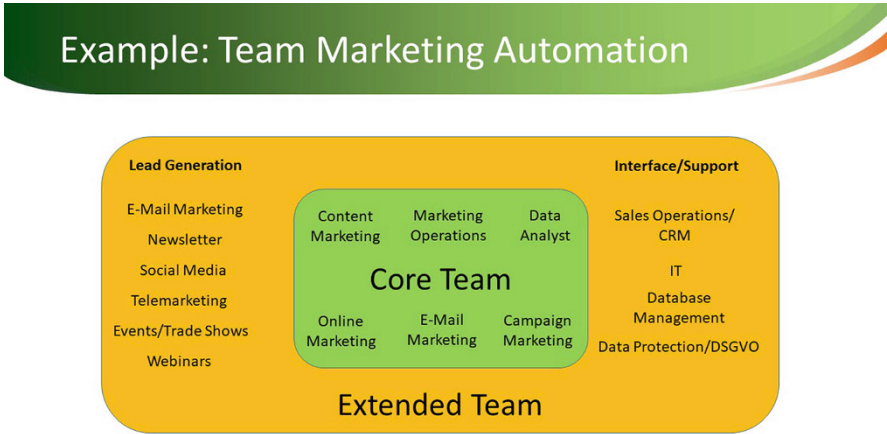 Example: Team Marketing Automation
Lead Generation
E-Mail Marketing
Newsletter
Social Media
Telemarketing
Events/Trade Shows
Webinars
Content
Marketing
Marketing
Operations
Data
Analyst
Core Team
Online
Marketing
E-Mail
Marketing
Campaign
Marketing
Interface/Support
Sales Operations/
CRM
IT
Database
Management
Data Protection/DSGVO
Extended Team